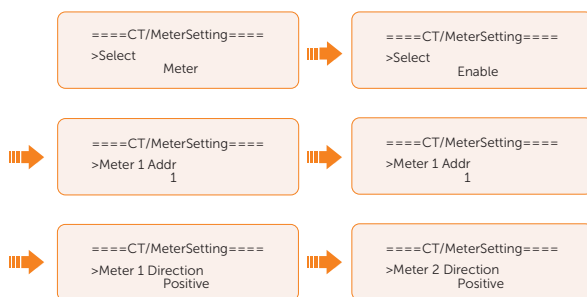 ====CT/MeterSetting====
>Select
Meter
====CT/MeterSetting====
>Select
Enable
====CT/MeterSetting====
>Meter 1 Addr
1
====CT/MeterSetting====
>Meter 1 Addr
1
====CT/MeterSetting====
>Meter 1 Direction
Positive
====CT/MeterSetting====
>Meter 2 Direction
Positive